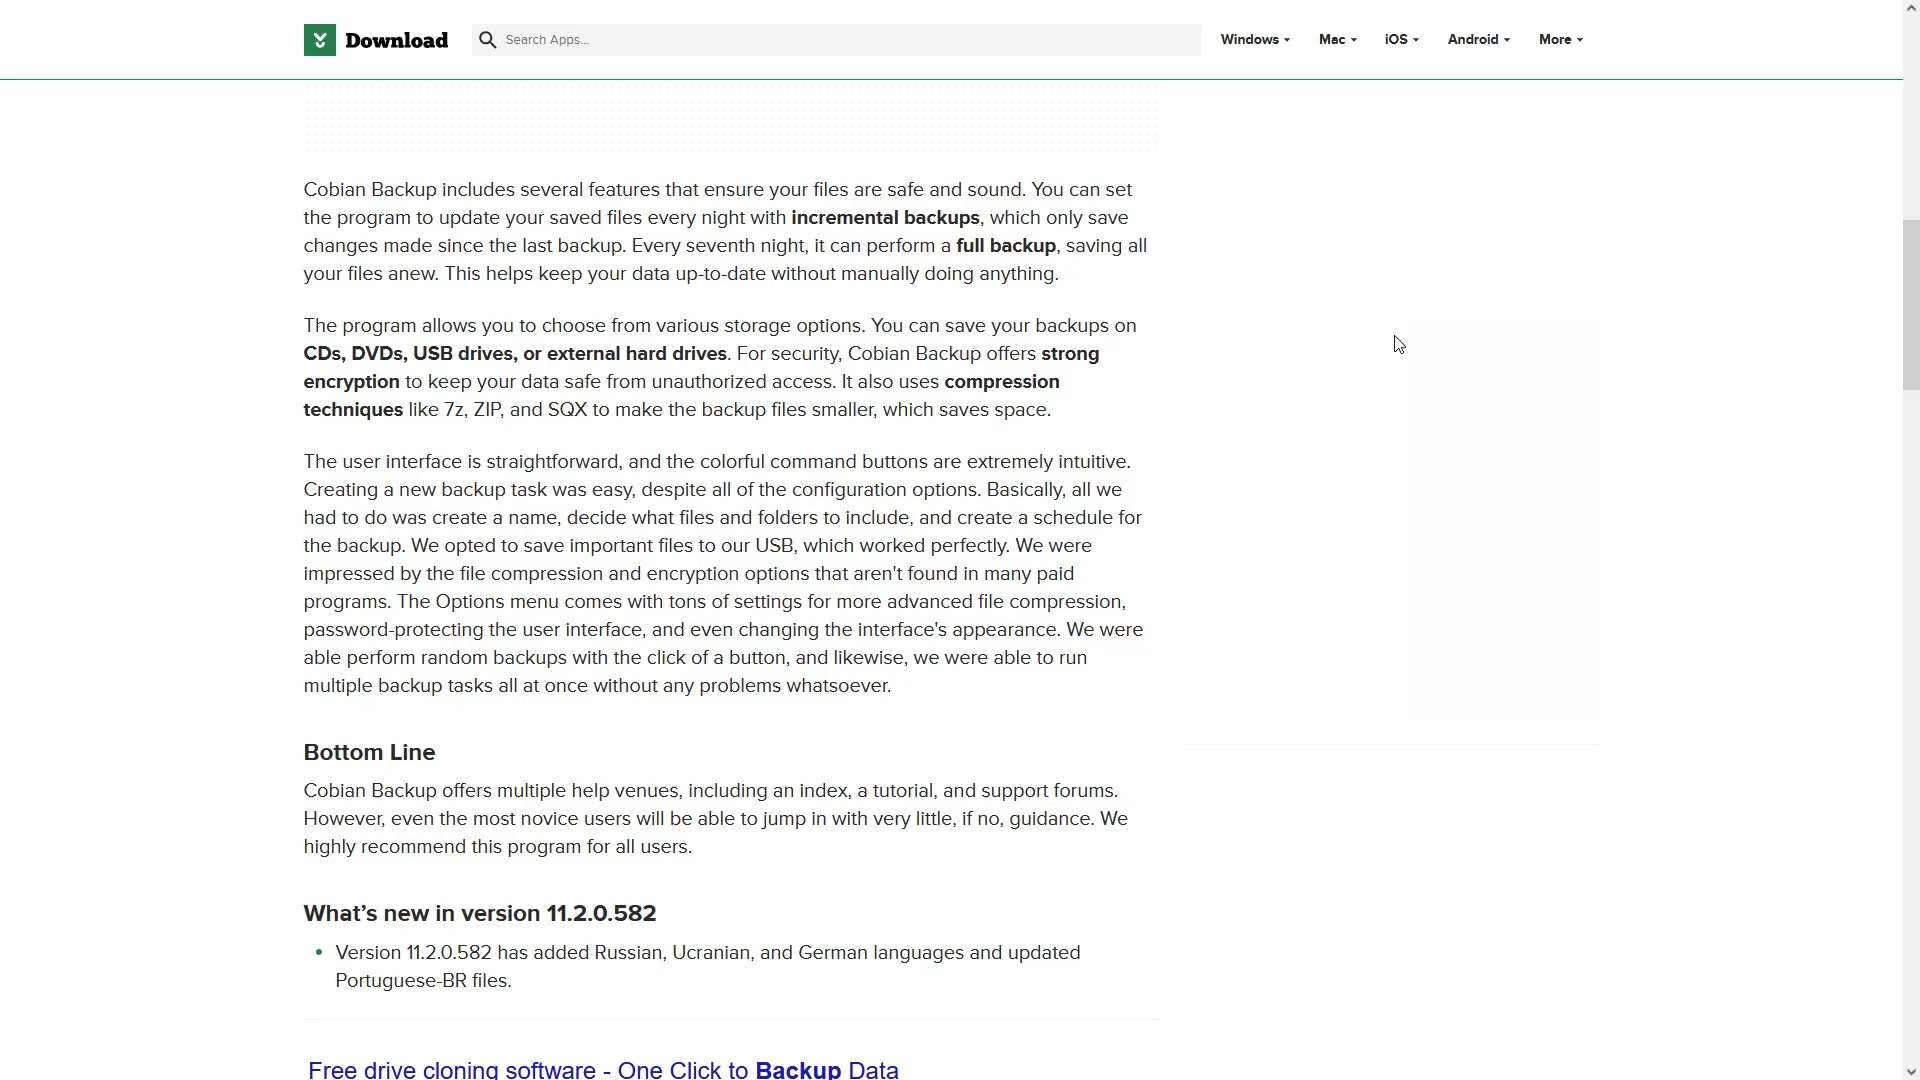 Download
Search Apps...
Windows
Mac
iOS
Android
More
Cobian Backup includes several features that ensure your files are safe and sound. You can set
the program to update your saved files every night with incremental backups, which only save
changes made since the last backup. Every seventh night, it can perform a full backup, saving all
your files anew. This helps keep your data up-to-date without manually doing anything.
The program allows you to choose from various storage options. You can save your backups on
CDs, DVDs, USB drives, or external hard drives. For security, Cobian Backup offers strong
encryption to keep your data safe from unauthorized access. It also uses compression
techniques like 7z, ZIP, and SQX to make the backup files smaller, which saves space.
The user interface is straightforward, and the colorful command buttons are extremely intuitive.
Creating a new backup task was easy, despite all of the configuration options. Basically, all we
had to do was create a name, decide what files and folders to include, and create a schedule for
the backup. We opted to save important files to our USB, which worked perfectly. We were
impressed by the file compression and encryption options that aren't found in many paid
programs. The Options menu comes with tons of settings for more advanced file compression,
password-protecting the user interface, and even changing the interface's appearance. We were
able perform random backups with the click of a button, and likewise, we were able to run
multiple backup tasks all at once without any problems whatsoever.
Bottom Line
Cobian Backup offers multiple help venues, including an index, a tutorial, and support forums.
However, even the most novice users will be able to jump in with very little, if no, guidance. We
highly recommend this program for all users.
What's new in version 11.2.0.582
Version 11.2.0.582 has added Russian, Ucranian, and German languages and updated
Portuguese-BR files.
Free drive cloning software - One Click to Backup Data